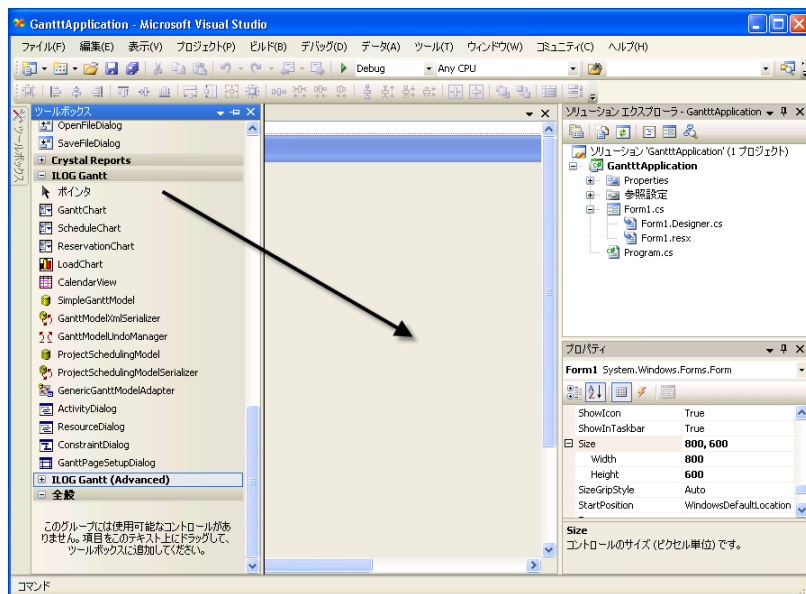 GanttApplication - Microsoft Visual Studio
ファイル(F) 編集(E) 表示(V) プロジェクト(P) ビルド(B) デバッグ(D) データ(A) ツール(T) ウィンドウ(W) コミュニティ(C) ヘルプ(H)
Debug Any CPU
ツールボックス
ツールボックス
OpenFileDialog
SaveFileDialog
Crystal Reports
ILOG Gantt
ポインタ
GanttChart
ScheduleChart
ReservationChart
LoadChart
CalendarView
SimpleGanttModel
GanttModelXmlSerializer
GanttModelUndoManager
ProjectSchedulingModel
ProjectSchedulingModelSerializer
GenericGanttModelAdapter
ActivityDialog
ResourceDialog
ConstraintDialog
GanttPageSetupDialog
ILOG Gantt (Advanced)
全般
このグループには使用可能なコントロールがあ
りません。項目をこのテキスト上にドラッグして、
ツールボックスに追加してください。
ソリューション エクスプローラ - GanttApplication
ソリューション 'GanttApplication' (1 プロジェクト)
GanttApplication
Properties
参照設定
Form1.cs
Form1.Designer.cs
Form1.resx
Program.cs
プロパティ
Form1 System.Windows.Forms.Form
ShowIcon True
ShowInTaskbar True
Size 800, 600
Width 800
Height 600
SizeGripStyle Auto
StartPosition WindowsDefaultLocation
Size
コントロールのサイズ (ピクセル単位) です。
コマンド